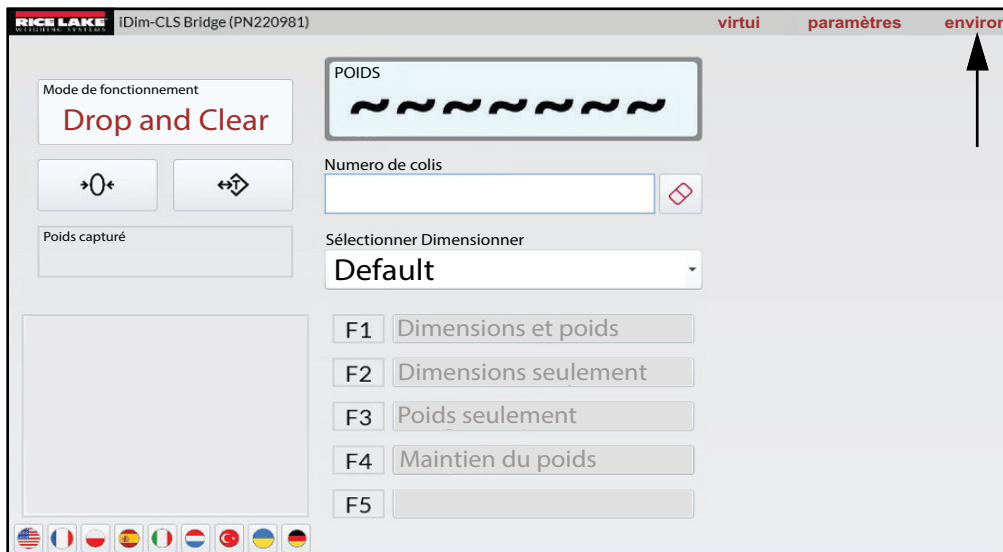 RICE LAKE
WEIGHING SYSTEMS
iDim-CLS Bridge (PN220981)
virtui paramètres environ
Mode de fonctionnement
Drop and Clear
POIDS
~~~~~~~
Numero de colis
Poids capturé
Sélectionner Dimensionner
Default
F1 Dimensions et poids
F2 Dimensions seulement
F3 Poids seulement
F4 Maintien du poids
F5